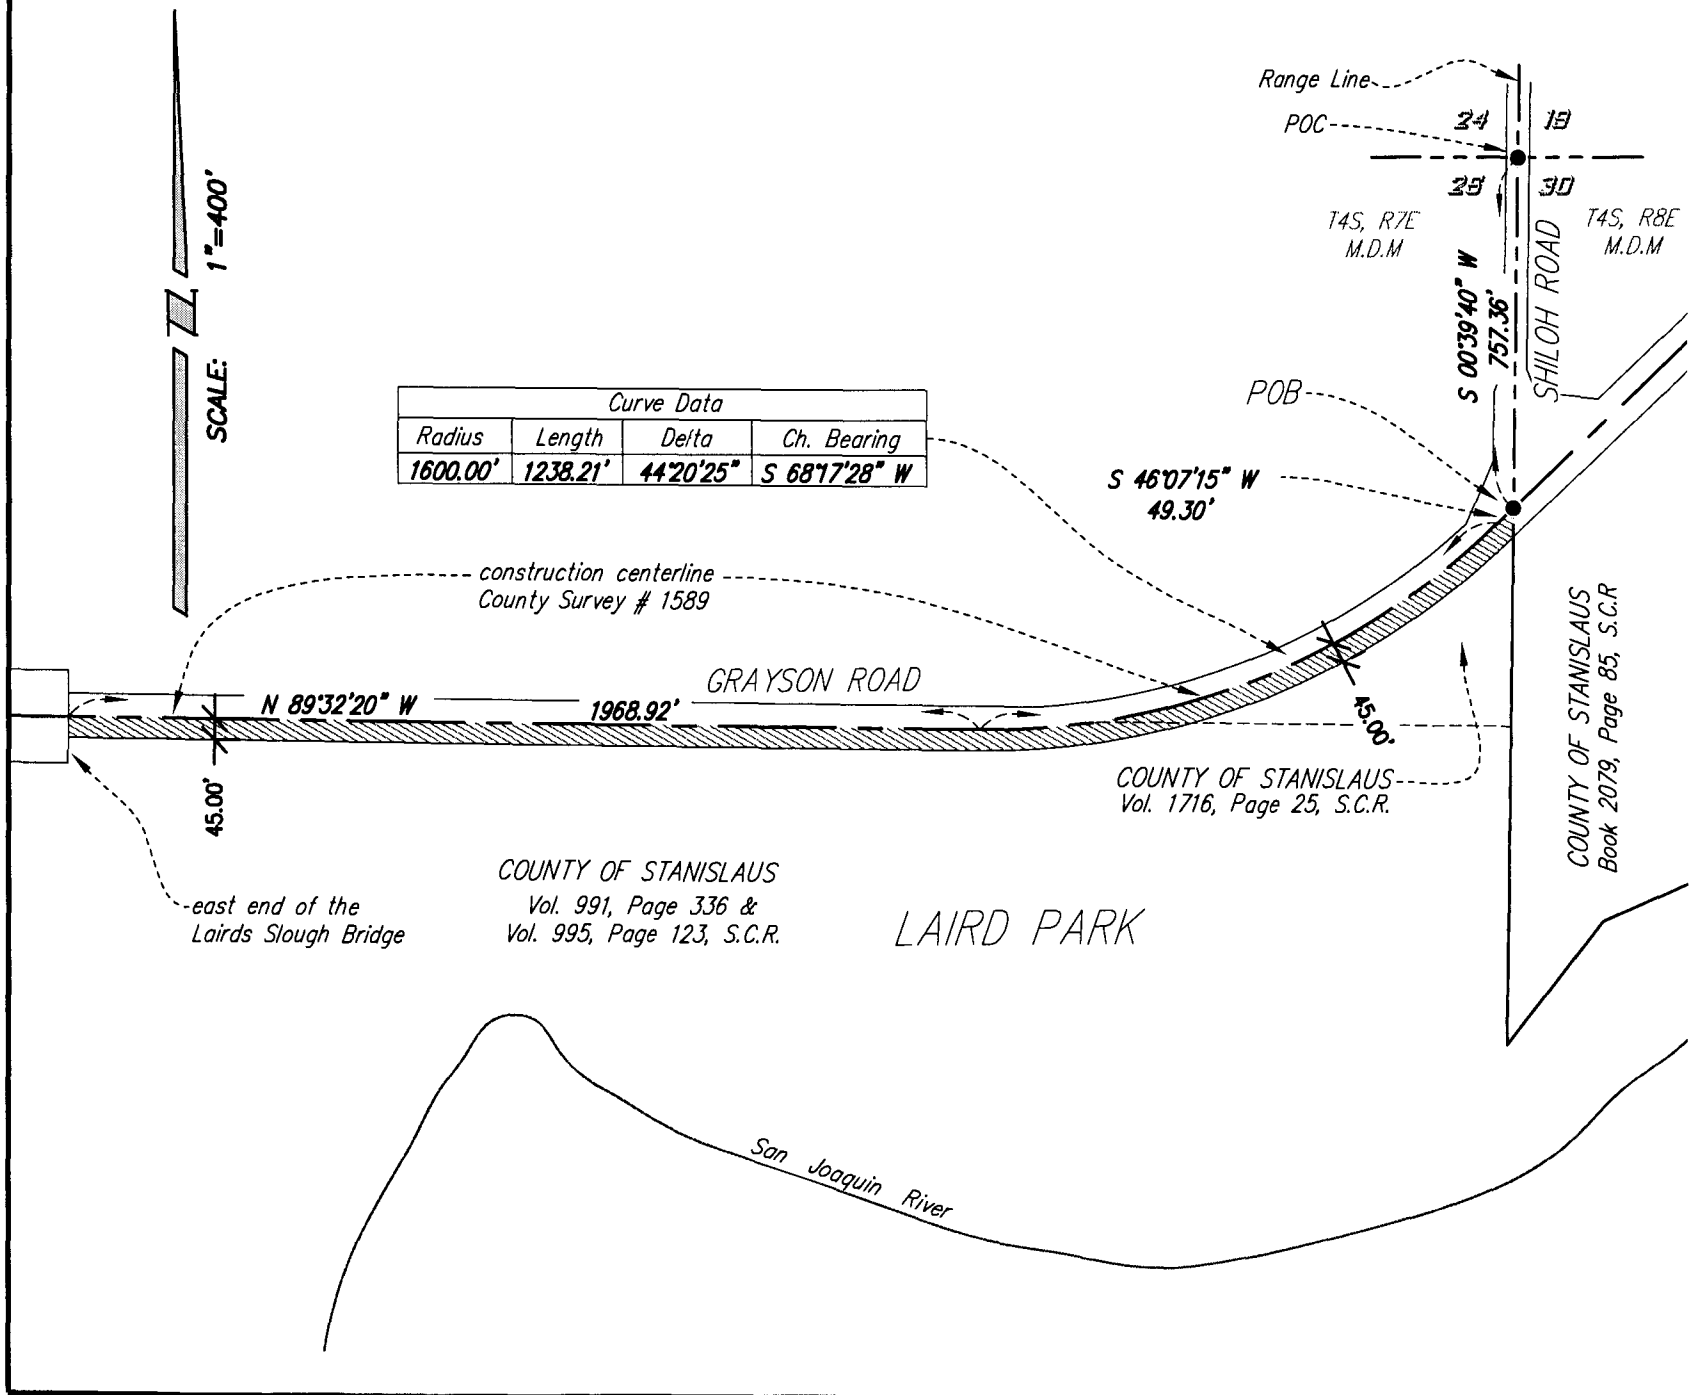 Range Line
POC
24 19
25 30
T4S, R7E
M.D.M
T4S, R8E
M.D.M
SHILOH ROAD
S 00°39'40" W
757.36'
SCALE: 1"=400'
Z
Curve Data
Radius Length Delta Ch. Bearing
1600.00' 1238.21' 44°20'25" S 68°17'28" W
POB
S 46°07'15" W
49.30'
construction centerline
County Survey # 1589
GRAYSON ROAD
N 89°32'20" W 1968.92'
45.00'
45.00'
COUNTY OF STANISLAUS
Vol. 1716, Page 25, S.C.R.
COUNTY OF STANISLAUS
Book 2079, Page 85, S.C.R
east end of the
Lairds Slough Bridge
COUNTY OF STANISLAUS
Vol. 991, Page 336 &
Vol. 995, Page 123, S.C.R.
LAIRD PARK
San Joaquin River